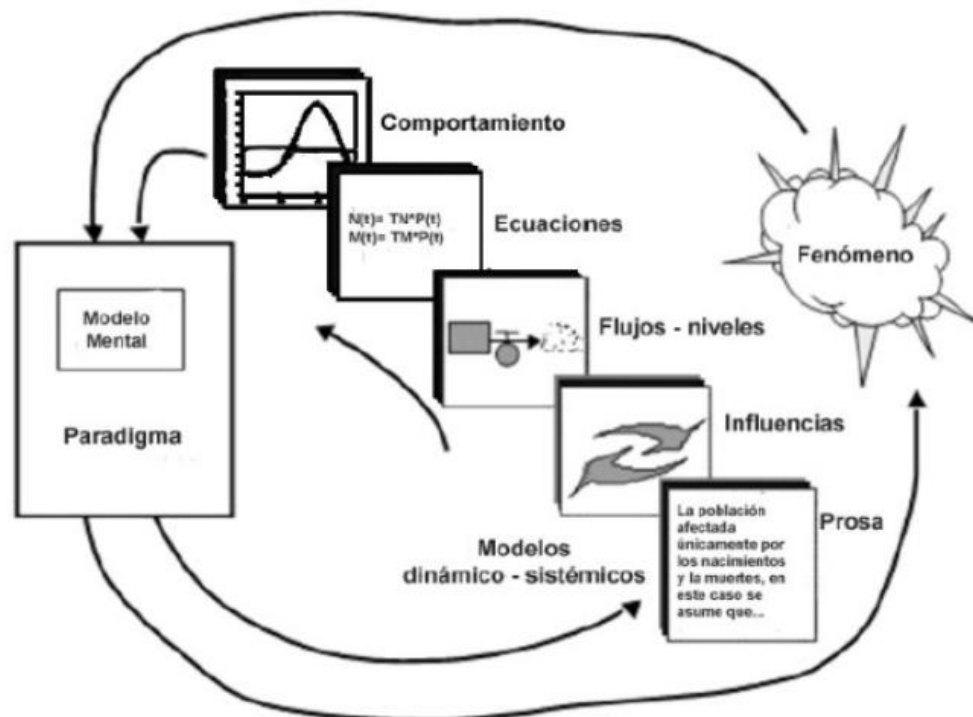 Comportamiento
N(t)= TN*P(t)
M(t)= TM*P(t)
Ecuaciones
Fenómeno
Modelo
Mental
Paradigma
Flujos - niveles
Influencias
La población
afectada
únicamente por
los nacimientos
y la muertes, en
este caso se
asume que...
Prosa
Modelos
dinámico - sistémicos